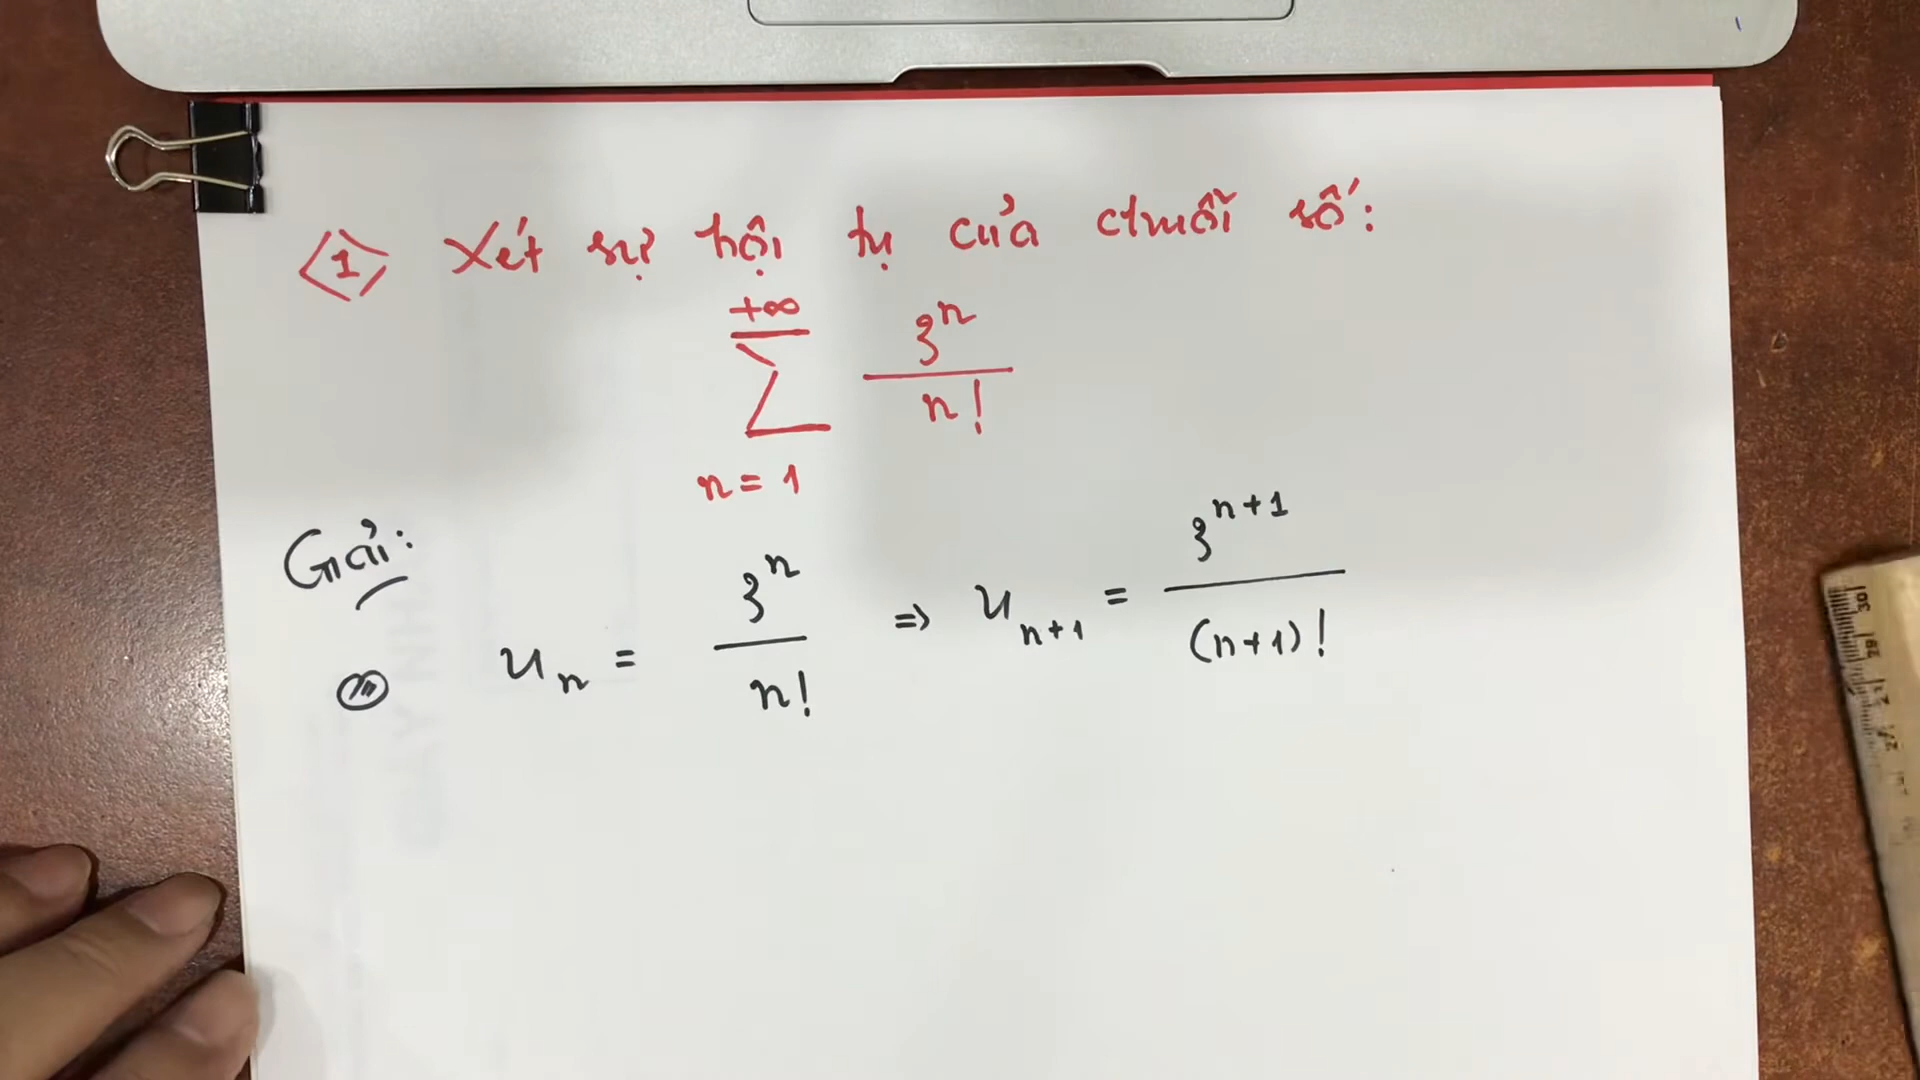 <1> Xét sự hội tụ của chuỗi số:
+∞
∑ 3^n / n!
n = 1
Giải:
u_n = 3^n / n! => u_{n+1} = 3^{n+1} / (n+1)!